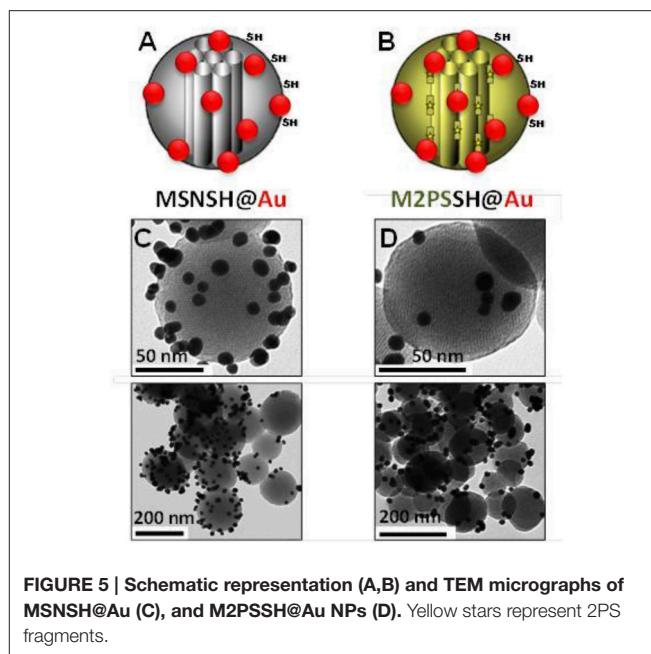 A
SH
SH
SH
SH
B
SH
SH
SH
SH
MSNSH@Au
M2PSSH@Au
C
50 nm
D
50 nm
200 nm
200 nm
FIGURE 5 | Schematic representation (A,B) and TEM micrographs of
MSNSH@Au (C), and M2PSSH@Au NPs (D). Yellow stars represent 2PS
fragments.